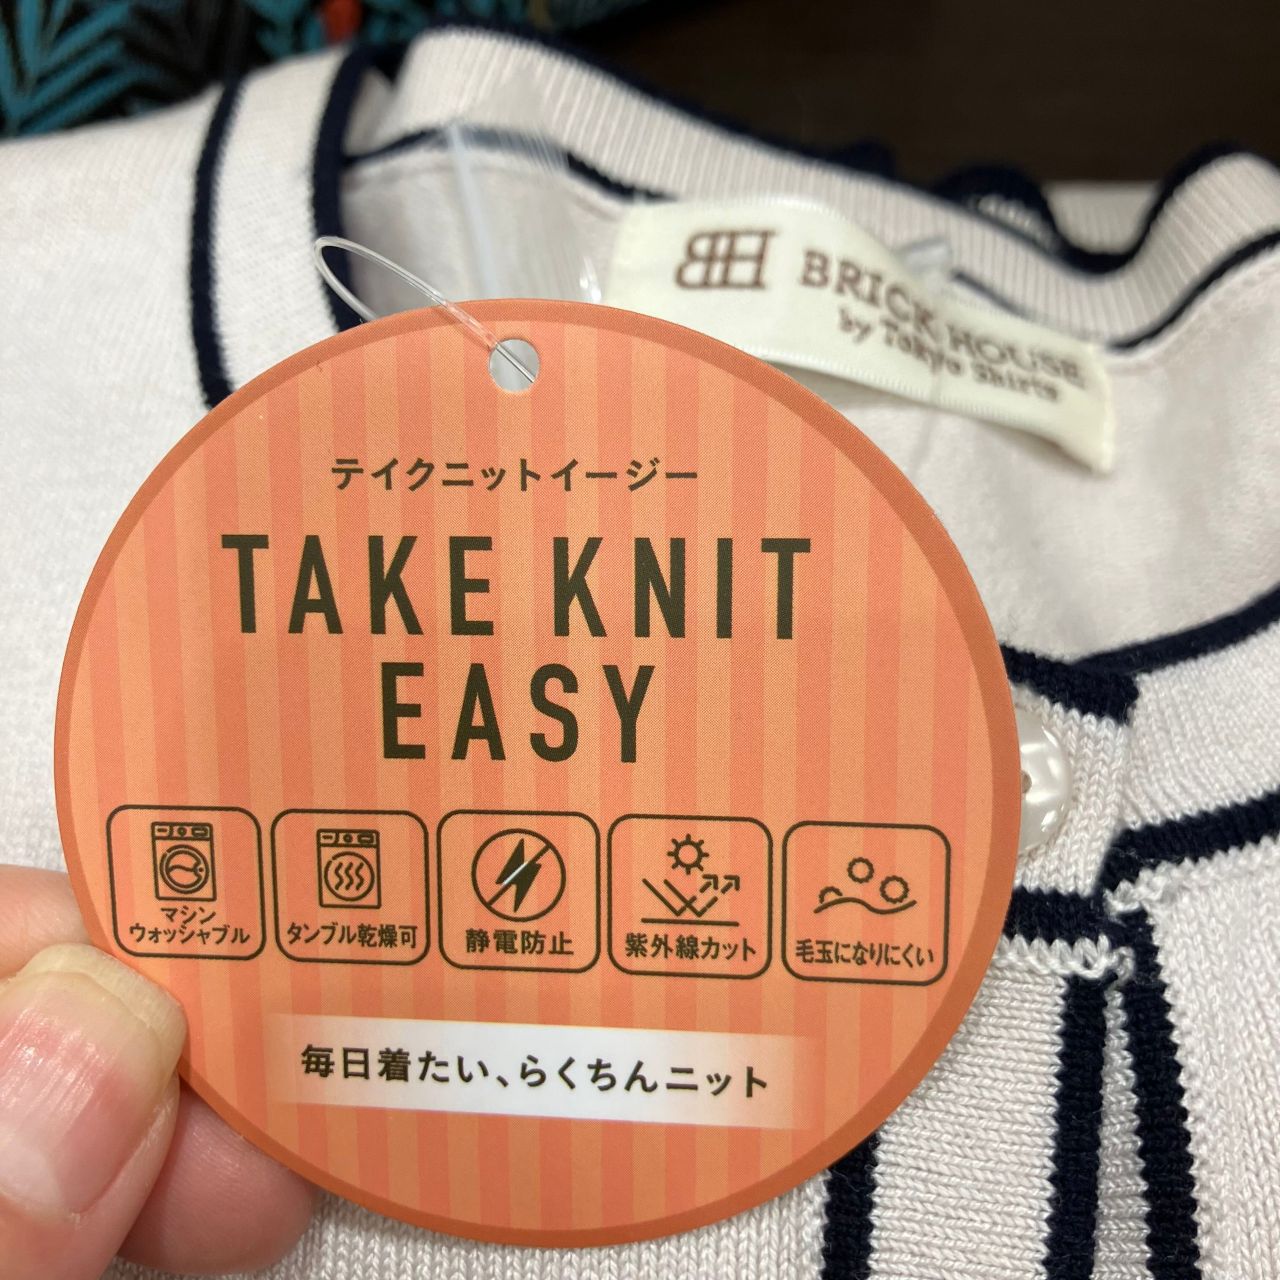 BRICK HOUSE
by Tokyo Shirts
テイクニットイージー
TAKE KNIT
EASY
マシン
ウォッシャブル
タンブル乾燥可
静電防止
紫外線カット
毛玉になりにくい
毎日着たい、らくちんニット